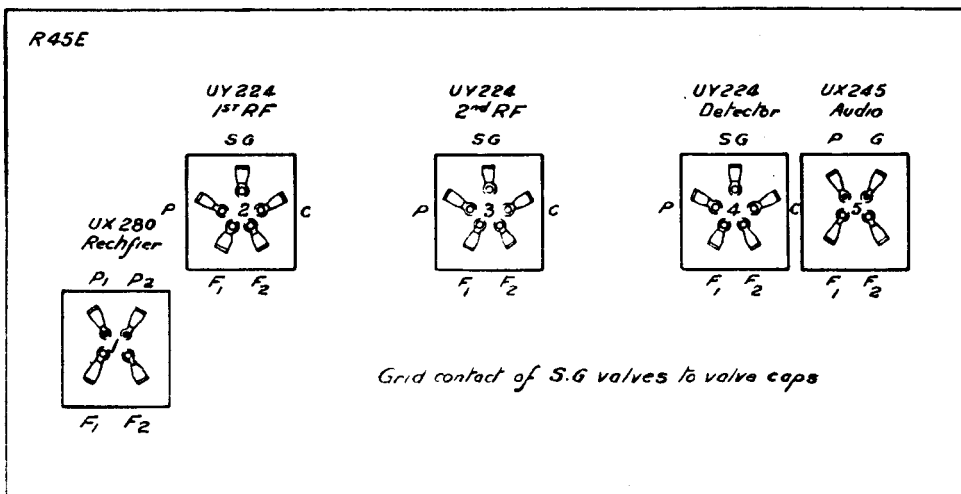 R45E
UY224
1ST RF
SG
P
2
C
F1 F2
UY224
2nd RF
SG
P
3
C
F1 F2
UY224
Detector
SG
P
4
C
F1 F2
UX245
Audio
P G
5
F1 F2
UX280
Rectifier
P1 P2
1
F1 F2
Grid contact of S.G valves to valve caps